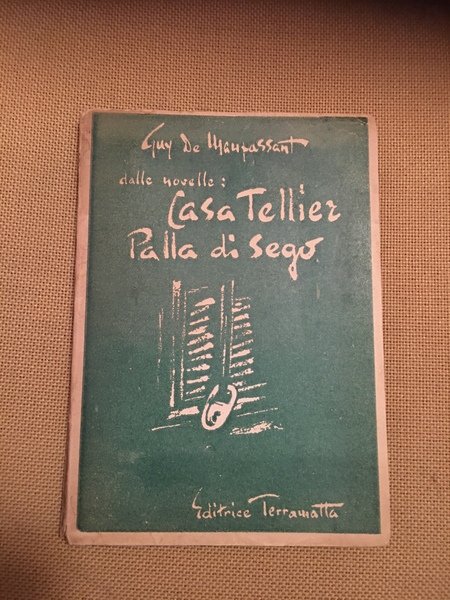 Guy De Maupassant
dalle novelle:
Casa Tellier
Palla di sego
Editrice Terramatta